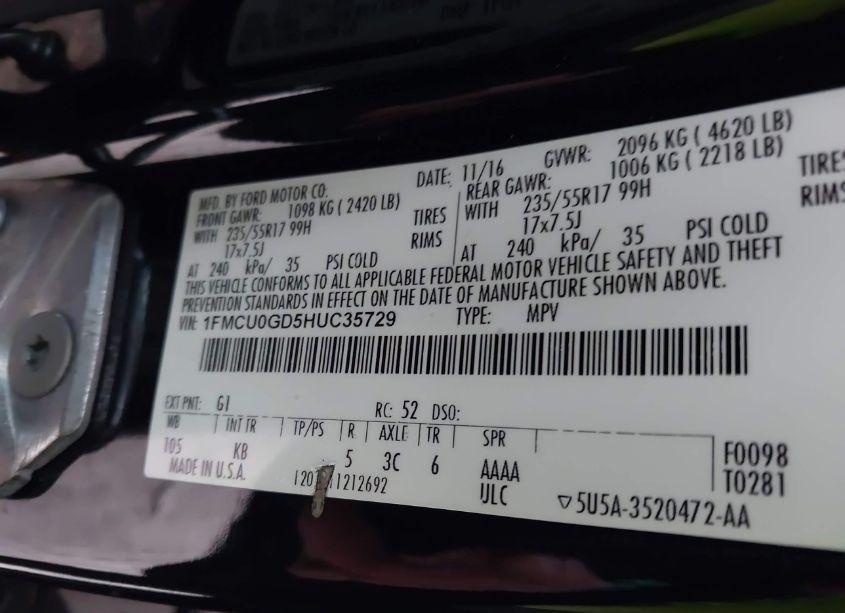 MFD. BY FORD MOTOR CO. DATE: 11/16 GVWR: 2096 KG ( 4620 LB)
FRONT GAWR: 1098 KG ( 2420 LB) REAR GAWR: 1006 KG ( 2218 LB)
WITH 235/55R17 99H TIRES WITH 235/55R17 99H TIRES
17x7.5J RIMS 17x7.5J RIMS
AT 240 kPa/ 35 PSI COLD AT 240 kPa/ 35 PSI COLD
THIS VEHICLE CONFORMS TO ALL APPLICABLE FEDERAL MOTOR VEHICLE SAFETY AND THEFT
PREVENTION STANDARDS IN EFFECT ON THE DATE OF MANUFACTURE SHOWN ABOVE.
VIN: 1FMCU0GD5HUC35729 TYPE: MPV
EXT PNT: G1 RC: 52 DSO:
WB INT TR TP/PS R AXLE TR SPR
105 KB 5 3C 6 AAAA F0098
MADE IN U.S.A. 11212692 ULC T0281
▽5U5A-3520472-AA